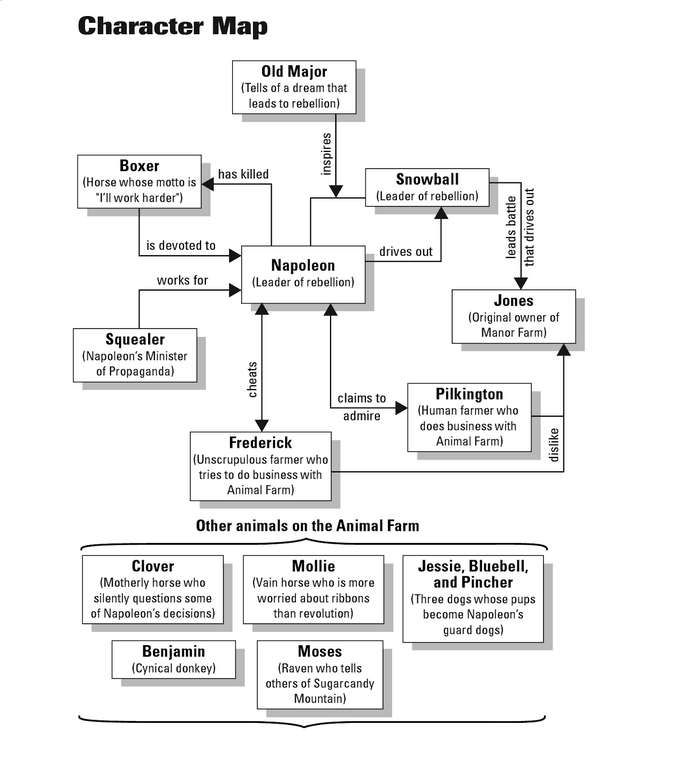 Character Map
Old Major
(Tells of a dream that
leads to rebellion)
inspires
Boxer
(Horse whose motto is
"I'll work harder")
has killed
Snowball
(Leader of rebellion)
leads battle
that drives out
is devoted to
Napoleon
(Leader of rebellion)
drives out
works for
Jones
(Original owner of
Manor Farm)
Squealer
(Napoleon's Minister
of Propaganda)
cheats
claims to
admire
Pilkington
(Human farmer who
does business with
Animal Farm)
dislike
Frederick
(Unscrupulous farmer who
tries to do business with
Animal Farm)
Other animals on the Animal Farm
Clover
(Motherly horse who
silently questions some
of Napoleon's decisions)
Mollie
(Vain horse who is more
worried about ribbons
than revolution)
Jessie, Bluebell,
and Pincher
(Three dogs whose pups
become Napoleon's
guard dogs)
Benjamin
(Cynical donkey)
Moses
(Raven who tells
others of Sugarcandy
Mountain)